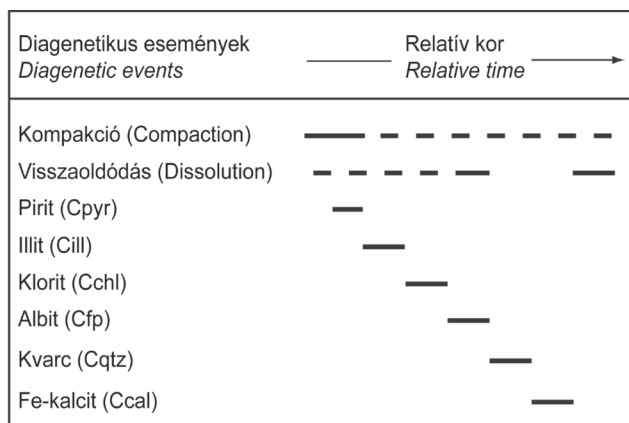 Diagenetikus események
Diagenetic events
Relatív kor
Relative time
Kompakció (Compaction)
Visszaoldódás (Dissolution)
Pirit (Cpyr)
Illit (Cill)
Klorit (Cchl)
Albit (Cfp)
Kvarc (Cqtz)
Fe-kalcit (Ccal)